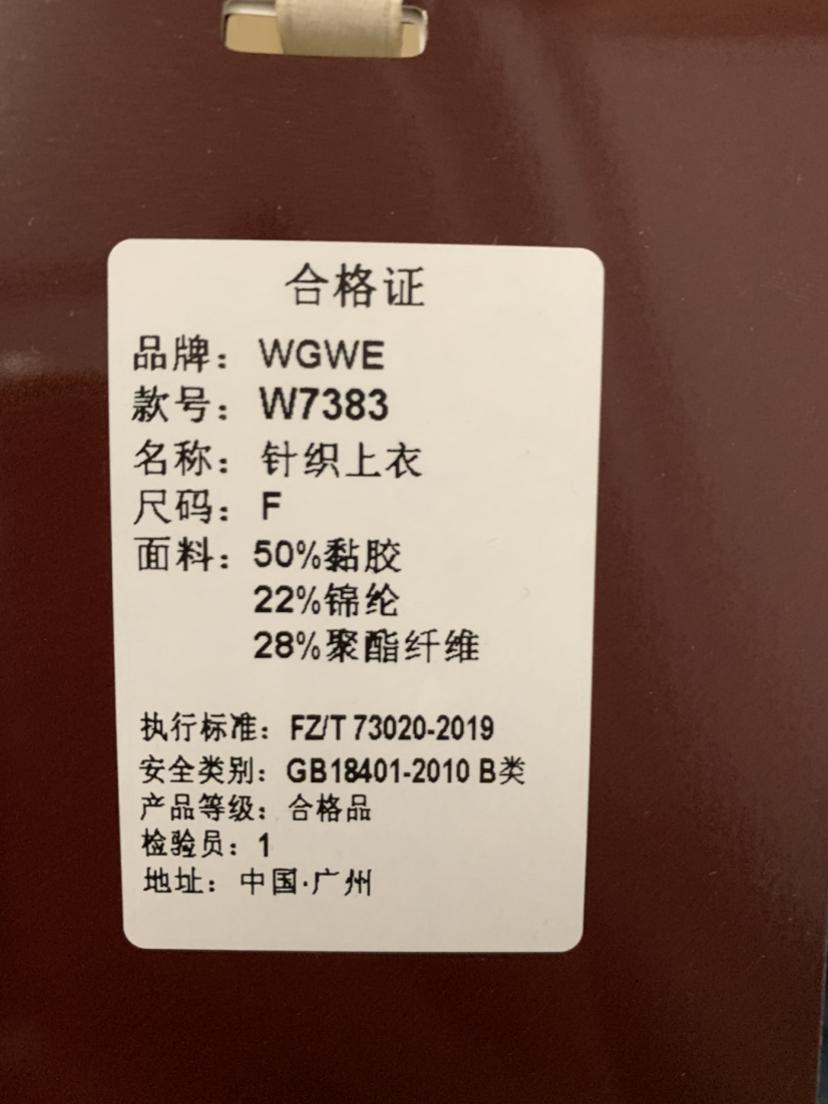 合格证
品牌：WGWE
款号：W7383
名称：针织上衣
尺码：F
面料：50%黏胶
22%锦纶
28%聚酯纤维
执行标准：FZ/T 73020-2019
安全类别：GB18401-2010 B类
产品等级：合格品
检验员：1
地址：中国·广州